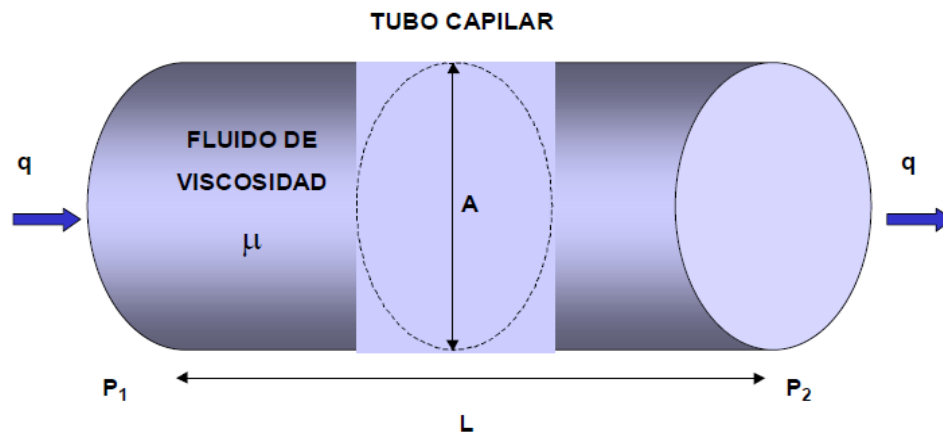 TUBO CAPILAR
FLUIDO DE
VISCOSIDAD
μ
q
A
q
P₁
P₂
L